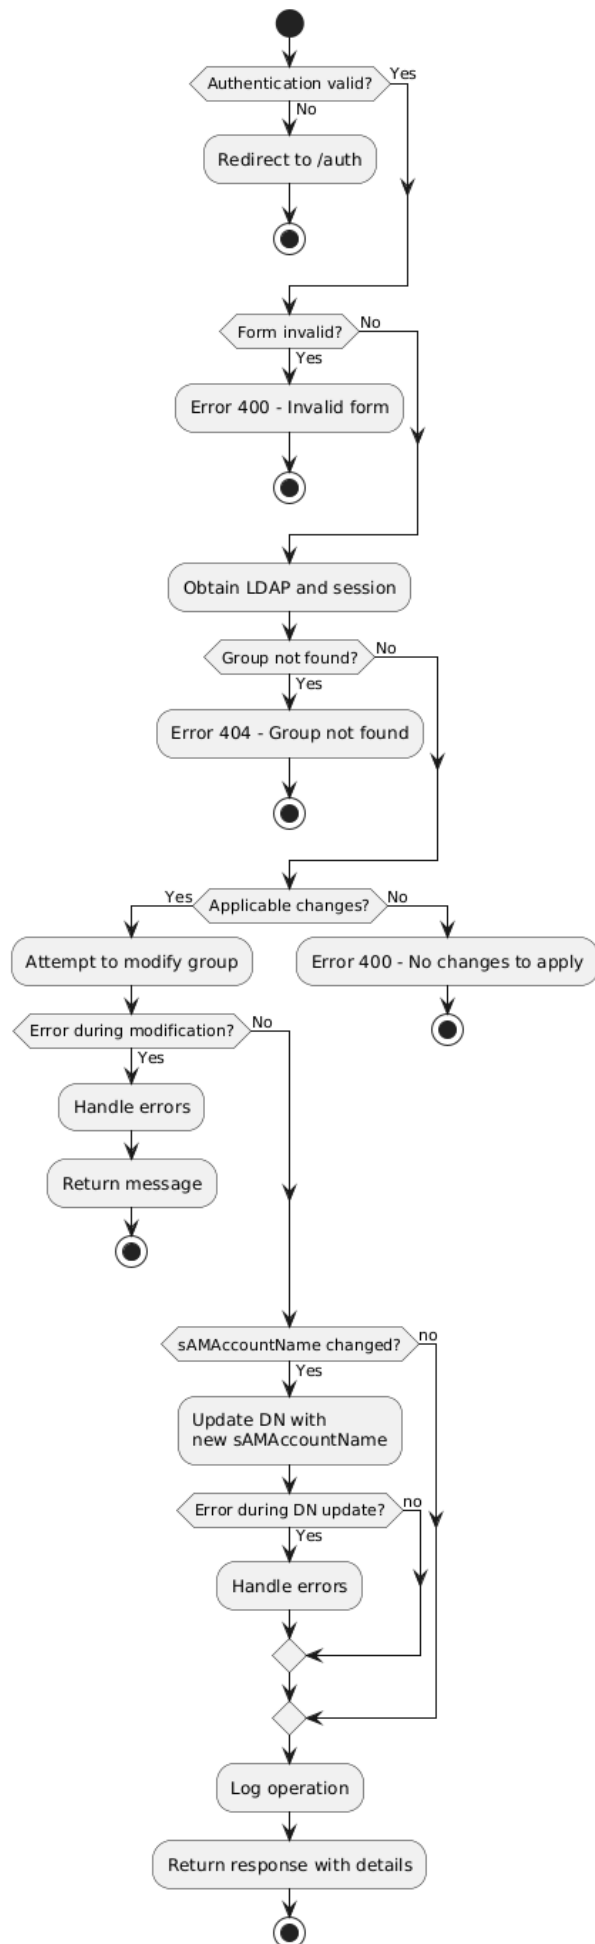 Authentication valid?
Yes
No
Redirect to /auth
Form invalid?
No
Yes
Error 400 - Invalid form
Obtain LDAP and session
Group not found?
No
Yes
Error 404 - Group not found
Yes
Applicable changes?
No
Attempt to modify group
Error 400 - No changes to apply
Error during modification?
No
Yes
Handle errors
Return message
sAMAccountName changed?
no
Yes
Update DN with
new sAMAccountName
Error during DN update?
no
Yes
Handle errors
Log operation
Return response with details